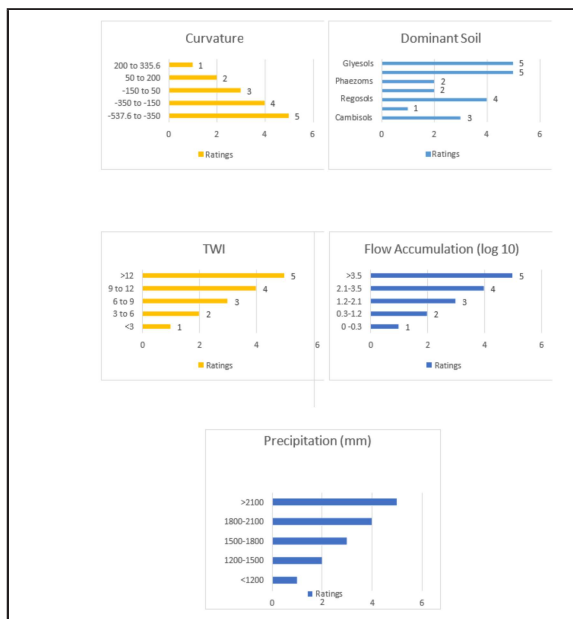 Curvature
200 to 335.6 1
50 to 200 2
-150 to 50 3
-350 to -150 4
-537.6 to -350 5
0 2 4 6
Ratings
Dominant Soil
Glyesols 5
5
Phaezoms 2
2
Regosols 4
1
Cambisols 3
0 2 4 6
Ratings
TWI
>12 5
9 to 12 4
6 to 9 3
3 to 6 2
<3 1
0 2 4 6
Ratings
Flow Accumulation (log 10)
>3.5 5
2.1-3.5 4
1.2-2.1 3
0.3-1.2 2
0 -0.3 1
0 2 4 6
Ratings
Precipitation (mm)
>2100
1800-2100
1500-1800
1200-1500
<1200
0 2 4 6
Ratings